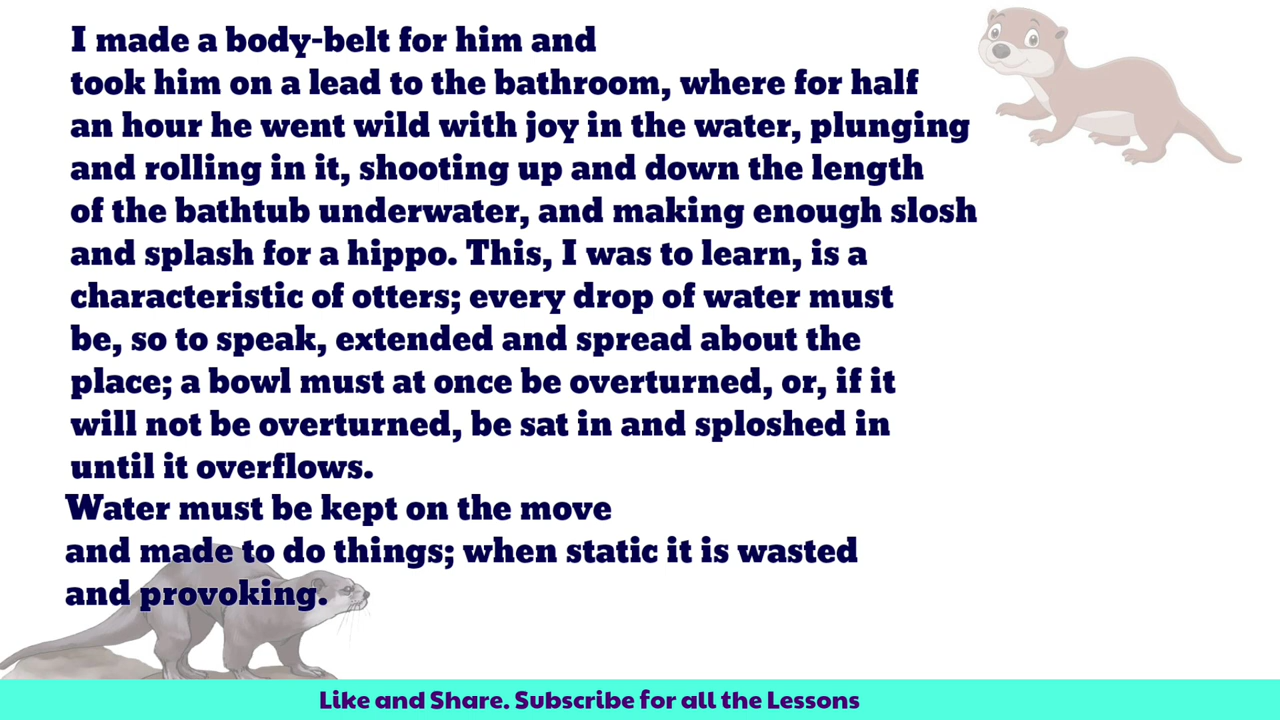 I made a body-belt for him and
took him on a lead to the bathroom, where for half
an hour he went wild with joy in the water, plunging
and rolling in it, shooting up and down the length
of the bathtub underwater, and making enough slosh
and splash for a hippo. This, I was to learn, is a
characteristic of otters; every drop of water must
be, so to speak, extended and spread about the
place; a bowl must at once be overturned, or, if it
will not be overturned, be sat in and sploshed in
until it overflows.
Water must be kept on the move
and made to do things; when static it is wasted
and provoking.
Like and Share. Subscribe for all the Lessons